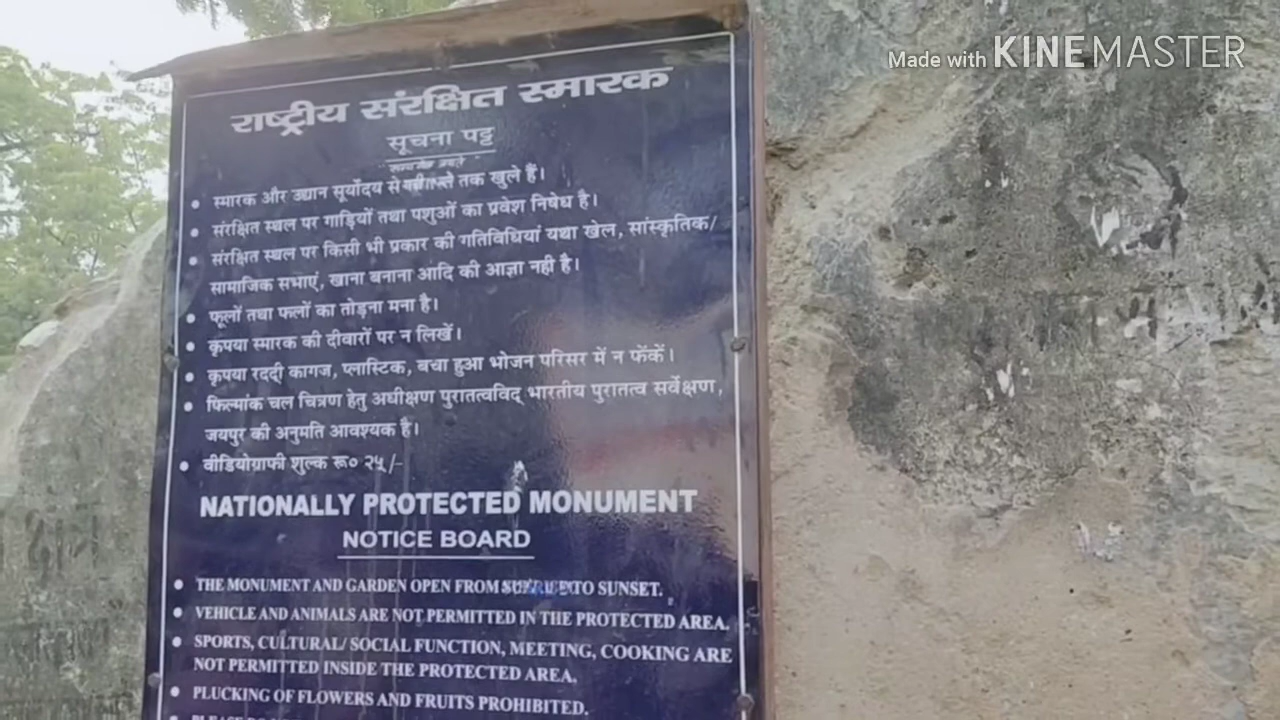 Made with KINEMASTER
राष्ट्रीय संरक्षित स्मारक
सूचना पट्ट
स्मारक और उद्यान सूर्योदय से तक खुले हैं।
संरक्षित स्थल पर गाड़ियों तथा पशुओं का प्रवेश निषेध है।
संरक्षित स्थल पर किसी भी प्रकार की गतिविधियां यथा खेल, सांस्कृतिक/
सामाजिक सभाएं, खाना बनाना आदि की आज्ञा नही है।
फूलों तथा फलों का तोड़ना मना है।
कृपया स्मारक की दीवारों पर न लिखें।
कृपया रददी कागज, प्लास्टिक, बचा हुआ भोजन परिसर में न फेंकें।
फिल्मांक चल चित्रण हेतु अधीक्षण पुरातत्वविद् भारतीय पुरातत्व सर्वेक्षण,
जयपुर की अनुमति आवश्यक है।
वीडियोग्राफी शुल्क रू० २५/-
NATIONALLY PROTECTED MONUMENT
NOTICE BOARD
THE MONUMENT AND GARDEN OPEN FROM TO SUNSET.
VEHICLE AND ANIMALS ARE NOT PERMITTED IN THE PROTECTED AREA.
SPORTS, CULTURAL/ SOCIAL FUNCTION, MEETING, COOKING ARE
NOT PERMITTED INSIDE THE PROTECTED AREA.
PLUCKING OF FLOWERS AND FRUITS PROHIBITED.